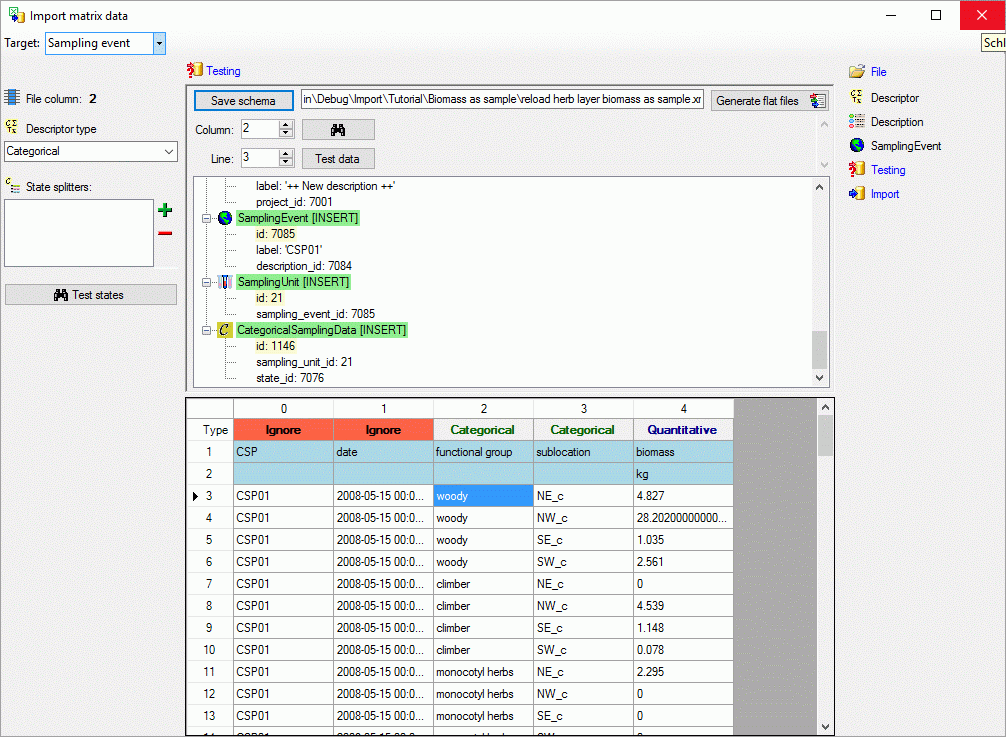 Import matrix data
Schl
Target: Sampling event
Testing
File column: 2
Descriptor type
Categorical
State splitters:
Test states
Save schema in\Debug\Import\Tutorial\Biomass as sample\reload herb layer biomass as sample.xr Generate flat files
Column: 2
Line: 3 Test data
label: '++ New description ++'
project_id: 7001
SamplingEvent [INSERT]
id: 7085
label: 'CSP01'
description_id: 7084
SamplingUnit [INSERT]
id: 21
sampling_event_id: 7085
CategoricalSamplingData [INSERT]
id: 1146
sampling_unit_id: 21
state_id: 7076
File
Descriptor
Description
SamplingEvent
Testing
Import
0 1 2 3 4
Type Ignore Ignore Categorical Categorical Quantitative
1 CSP date functional group sublocation biomass
2 kg
3 CSP01 2008-05-15 00:0... woody NE_c 4.827
4 CSP01 2008-05-15 00:0... woody NW_c 28.20200000000...
5 CSP01 2008-05-15 00:0... woody SE_c 1.035
6 CSP01 2008-05-15 00:0... woody SW_c 2.561
7 CSP01 2008-05-15 00:0... climber NE_c 0
8 CSP01 2008-05-15 00:0... climber NW_c 4.539
9 CSP01 2008-05-15 00:0... climber SE_c 1.148
10 CSP01 2008-05-15 00:0... climber SW_c 0.078
11 CSP01 2008-05-15 00:0... monocotyl herbs NE_c 2.295
12 CSP01 2008-05-15 00:0... monocotyl herbs NW_c 0
13 CSP01 2008-05-15 00:0... monocotyl herbs SE_c 0